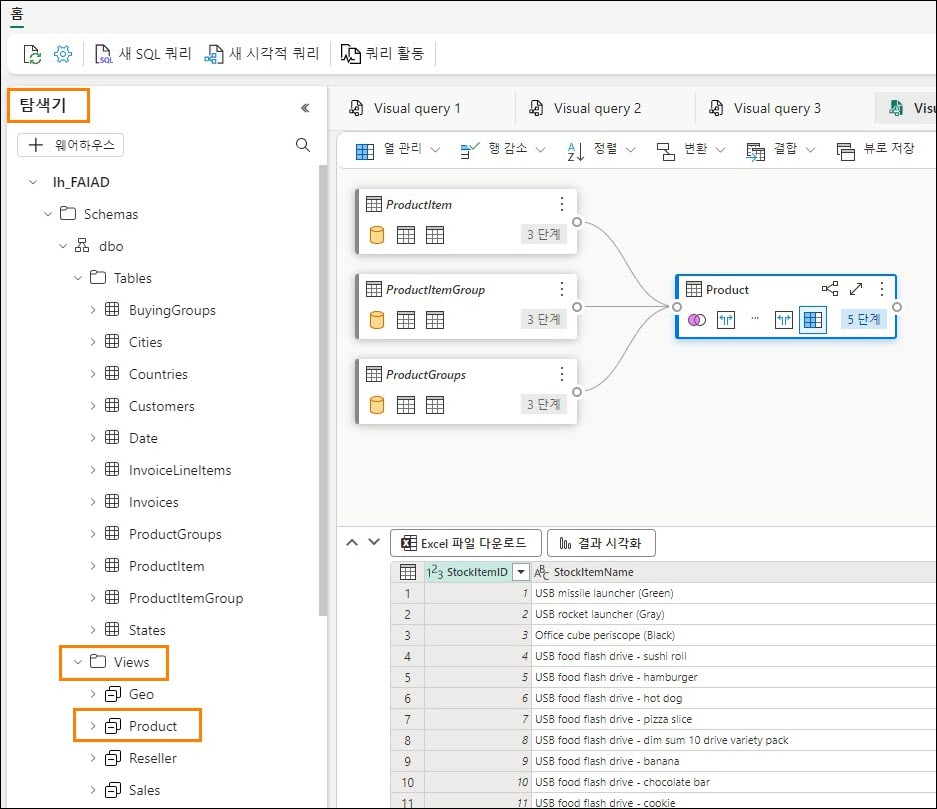 홈
새 SQL 쿼리 새 시각적 쿼리 쿼리 활동
탐색기
웨어하우스
lh_FAIAD
Schemas
dbo
Tables
BuyingGroups
Cities
Countries
Customers
Date
InvoiceLineItems
Invoices
ProductGroups
ProductItem
ProductItemGroup
States
Views
Geo
Product
Reseller
Sales
Visual query 1 Visual query 2 Visual query 3 Visu
열 관리 행 감소 정렬 변환 결합 뷰로 저장
ProductItem
3 단계
ProductItemGroup
3 단계
ProductGroups
3 단계
Product
5 단계
Excel 파일 다운로드 결과 시각화
StockItemID StockItemName
1 1 USB missile launcher (Green)
2 2 USB rocket launcher (Gray)
3 3 Office cube periscope (Black)
4 4 USB food flash drive - sushi roll
5 5 USB food flash drive - hamburger
6 6 USB food flash drive - hot dog
7 7 USB food flash drive - pizza slice
8 8 USB food flash drive - dim sum 10 drive variety pack
9 9 USB food flash drive - banana
10 10 USB food flash drive - chocolate bar
11 11 USB food flash drive - cookie